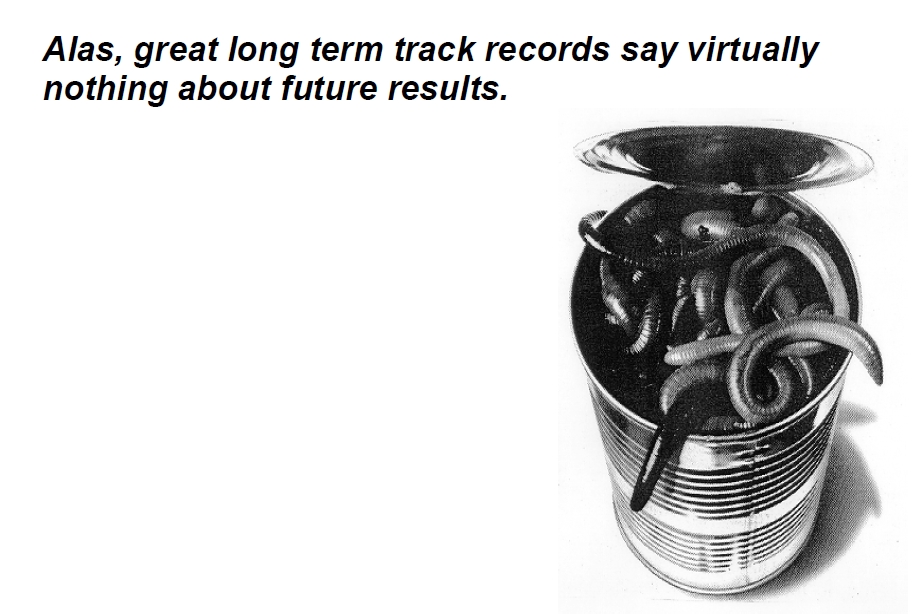 Alas, great long term track records say virtually
nothing about future results.